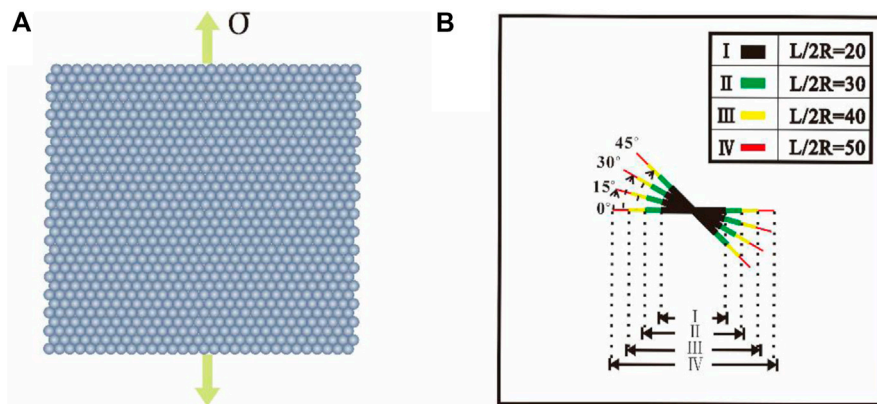 A
σ
B
I L/2R=20
II L/2R=30
III L/2R=40
IV L/2R=50
45°
30°
15°
0°
I
II
III
IV